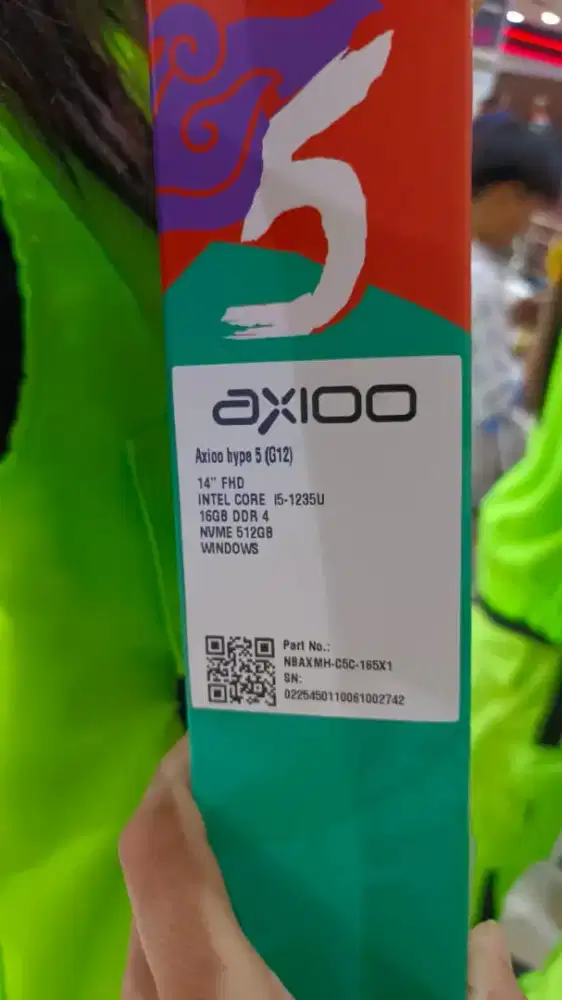 5
axioo
Axioo hype 5 (G12)
14" FHD
INTEL CORE I5-1235U
16GB DDR 4
NVME 512GB
WINDOWS
Part No.:
NBAXMH-C5C-165X1
SN:
0225450110061002742